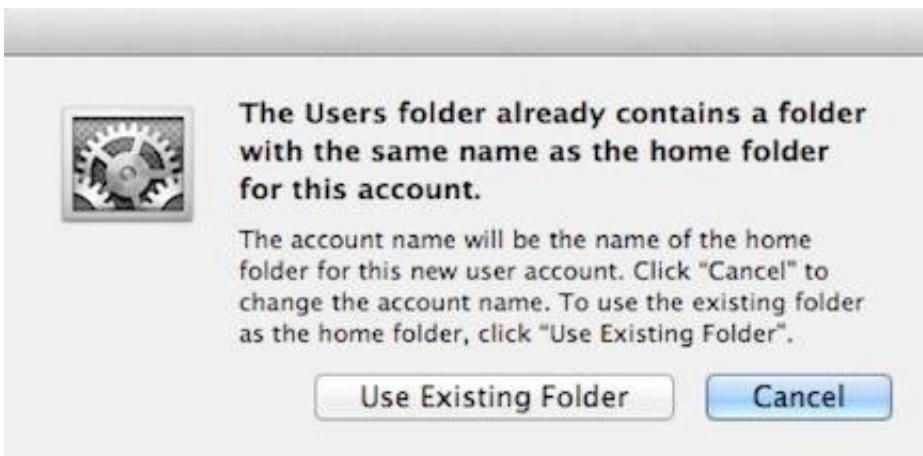 The Users folder already contains a folder
with the same name as the home folder
for this account.
The account name will be the name of the home
folder for this new user account. Click “Cancel” to
change the account name. To use the existing folder
as the home folder, click “Use Existing Folder”.
Use Existing Folder
Cancel